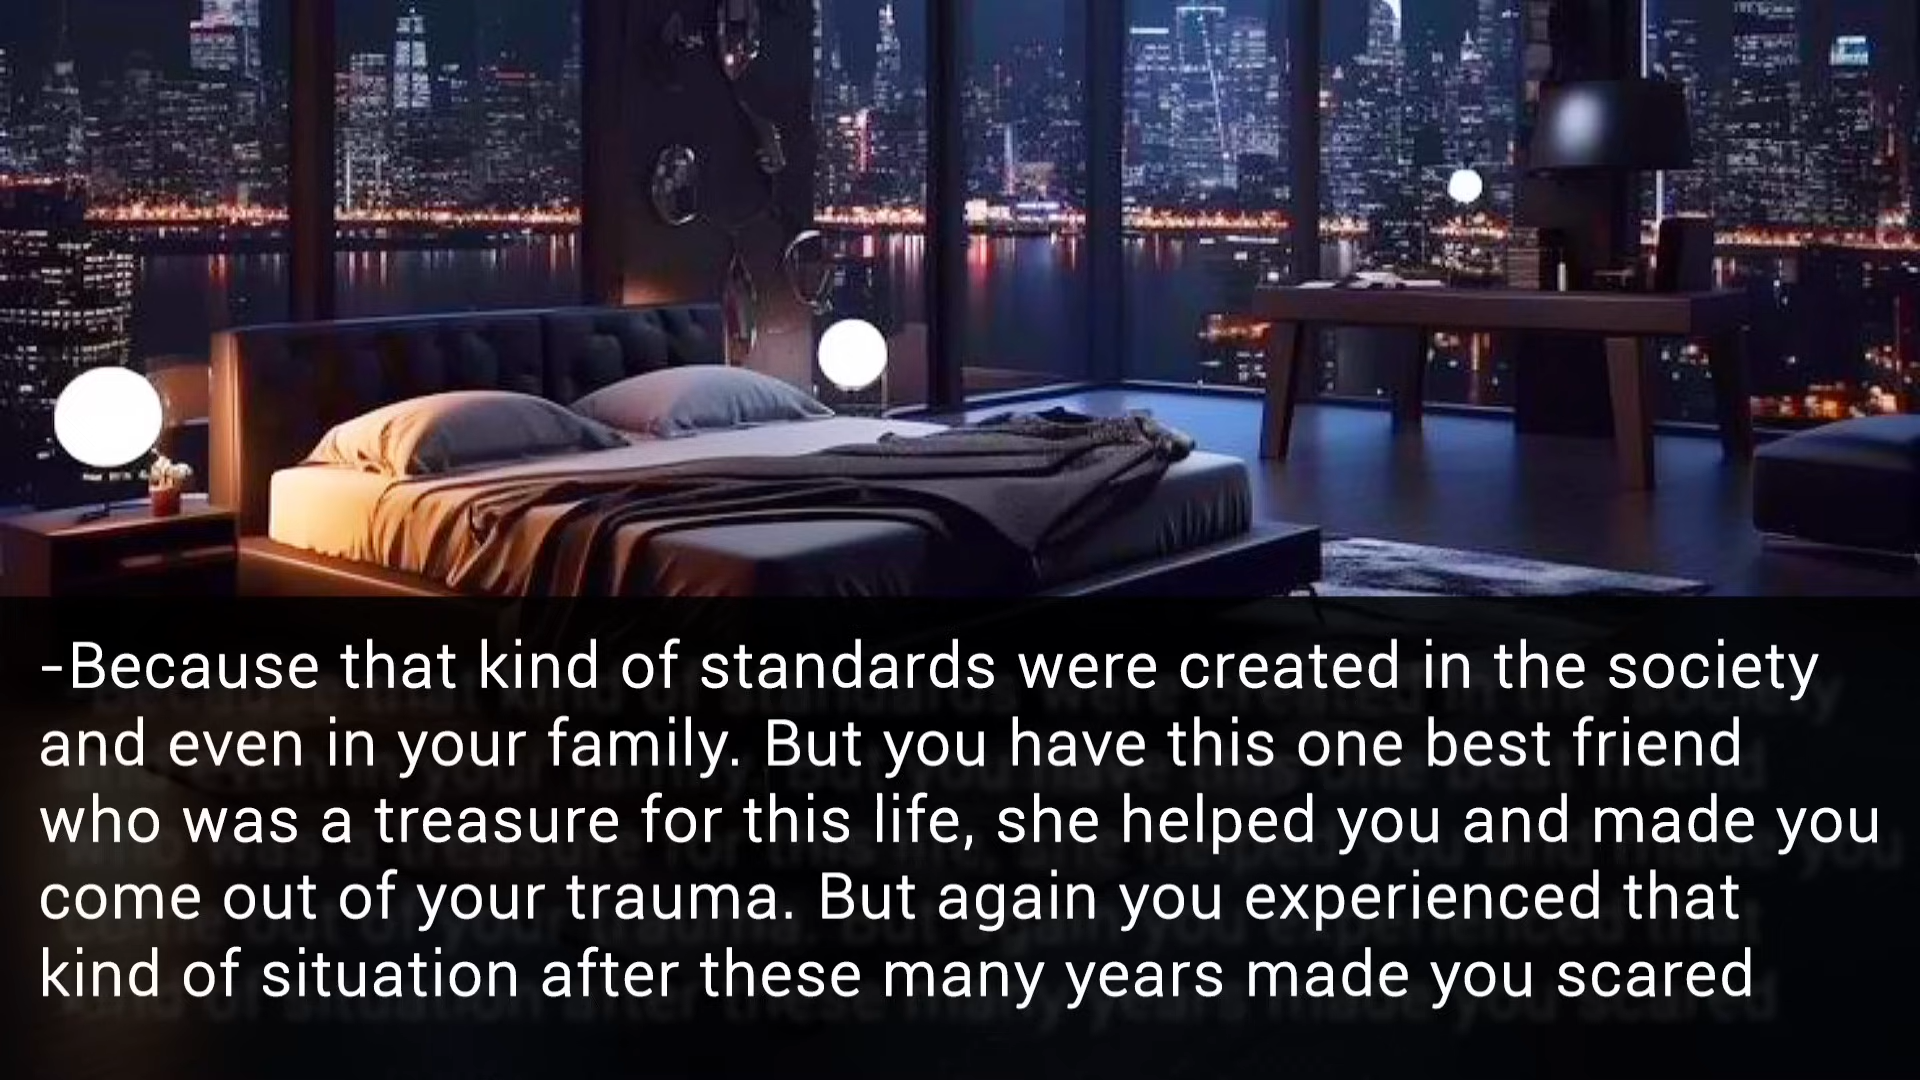 -Because that kind of standards were created in the society
and even in your family. But you have this one best friend
who was a treasure for this life, she helped you and made you
come out of your trauma. But again you experienced that
kind of situation after these many years made you scared